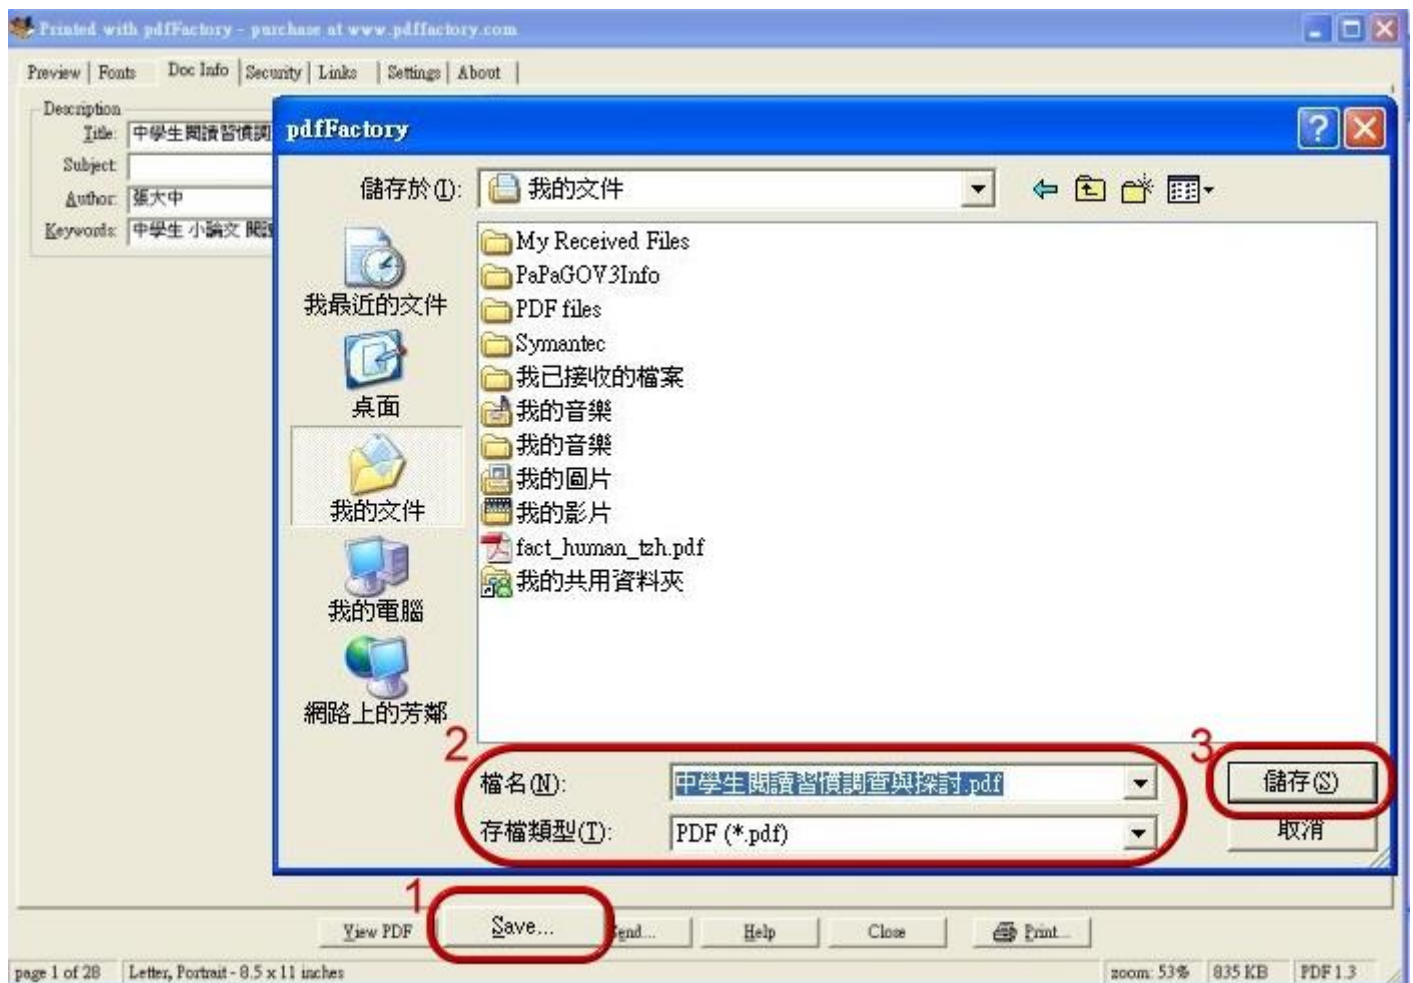 Printed with pdfFactory - purchase at www.pdffactory.com
Preview Fonts Doc Info Security Links Settings About
Description
Title: 中學生閱讀習慣調
Subject:
Author: 張大中
Keywords: 中學生 小論文 閱讀
pdfFactory
儲存於(I): 我的文件
我最近的文件
桌面
我的文件
我的電腦
網路上的芳鄰
My Received Files
PaPaGOV3Info
PDF files
Symantec
我已接收的檔案
我的音樂
我的音樂
我的圖片
我的影片
fact_human_tzh.pdf
我的共用資料夾
2
檔名(N): 中學生閱讀習慣調查與探討.pdf
存檔類型(T): PDF (*.pdf)
3
儲存(S)
取消
1
View PDF Save... Send... Help Close Print...
page 1 of 28 Letter, Portrait - 8.5 x 11 inches zoom: 53% 835 KB PDF 1.3